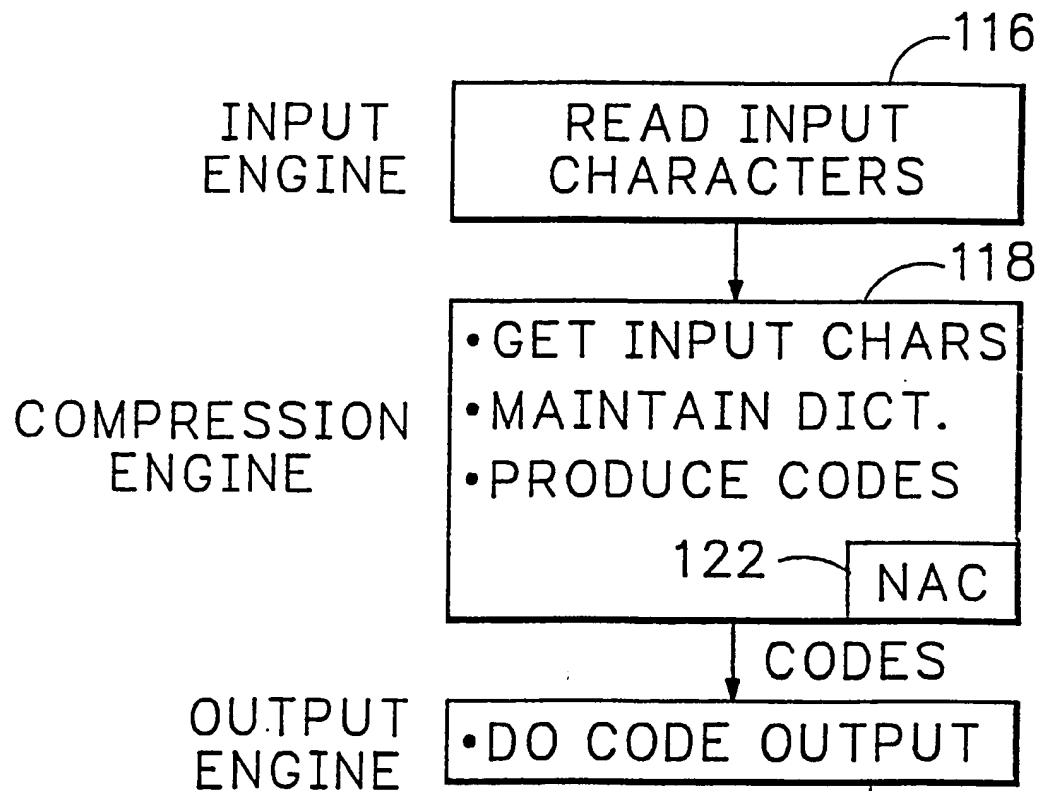 116
INPUT
ENGINE
READ INPUT
CHARACTERS
118
COMPRESSION
ENGINE
•GET INPUT CHARS
•MAINTAIN DICT.
•PRODUCE CODES
122
NAC
CODES
OUTPUT
ENGINE
•DO CODE OUTPUT